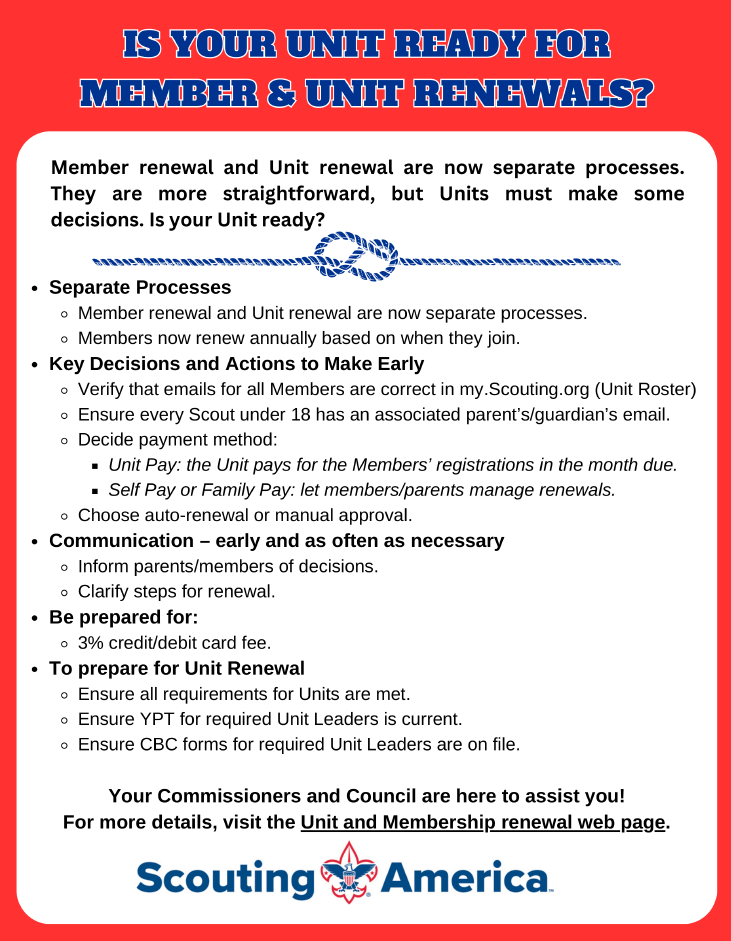 IS YOUR UNIT READY FOR
MEMBER & UNIT RENEWALS?
Member renewal and Unit renewal are now separate processes.
They are more straightforward, but Units must make some
decisions. Is your Unit ready?
• Separate Processes
○ Member renewal and Unit renewal are now separate processes.
○ Members now renew annually based on when they join.
• Key Decisions and Actions to Make Early
○ Verify that emails for all Members are correct in my.Scouting.org (Unit Roster)
○ Ensure every Scout under 18 has an associated parent’s/guardian’s email.
○ Decide payment method:
▪ Unit Pay: the Unit pays for the Members’ registrations in the month due.
▪ Self Pay or Family Pay: let members/parents manage renewals.
○ Choose auto-renewal or manual approval.
• Communication – early and as often as necessary
○ Inform parents/members of decisions.
○ Clarify steps for renewal.
• Be prepared for:
○ 3% credit/debit card fee.
• To prepare for Unit Renewal
○ Ensure all requirements for Units are met.
○ Ensure YPT for required Unit Leaders is current.
○ Ensure CBC forms for required Unit Leaders are on file.
Your Commissioners and Council are here to assist you!
For more details, visit the Unit and Membership renewal web page.
Scouting America